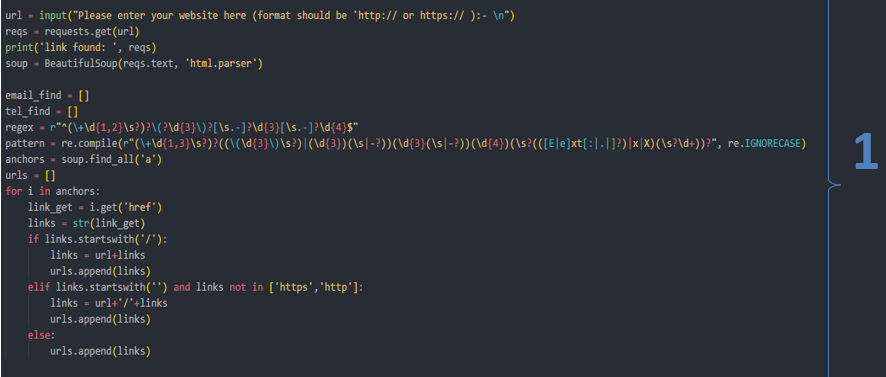 url = input("Please enter your website here (format should be 'http:// or https:// ):- \n")
reqs = requests.get(url)
print('link found: ', reqs)
soup = BeautifulSoup(reqs.text, 'html.parser')

email_find = []
tel_find = []
regex = r"^(\+\d{1,2}\s?)?\(?\d{3}\)?[\s.-]?\d{3}[\s.-]?\d{4}$"
pattern = re.compile(r"(\+\d{1,3}\s?)?((\(\d{3}\)\s?)|(\d{3})(\s|-?))(\d{3}(\s|-?))(\d{4})(\s?(([E|e]xt[:|.|]?)|x|X)(\s?\d+))?", re.IGNORECASE)
anchors = soup.find_all('a')
urls = []
for i in anchors:
    link_get = i.get('href')
    links = str(link_get)
    if links.startswith('/'):
        links = url+links
        urls.append(links)
    elif links.startswith('') and links not in ['https','http']:
        links = url+'/'+links
        urls.append(links)
    else:
        urls.append(links)
1